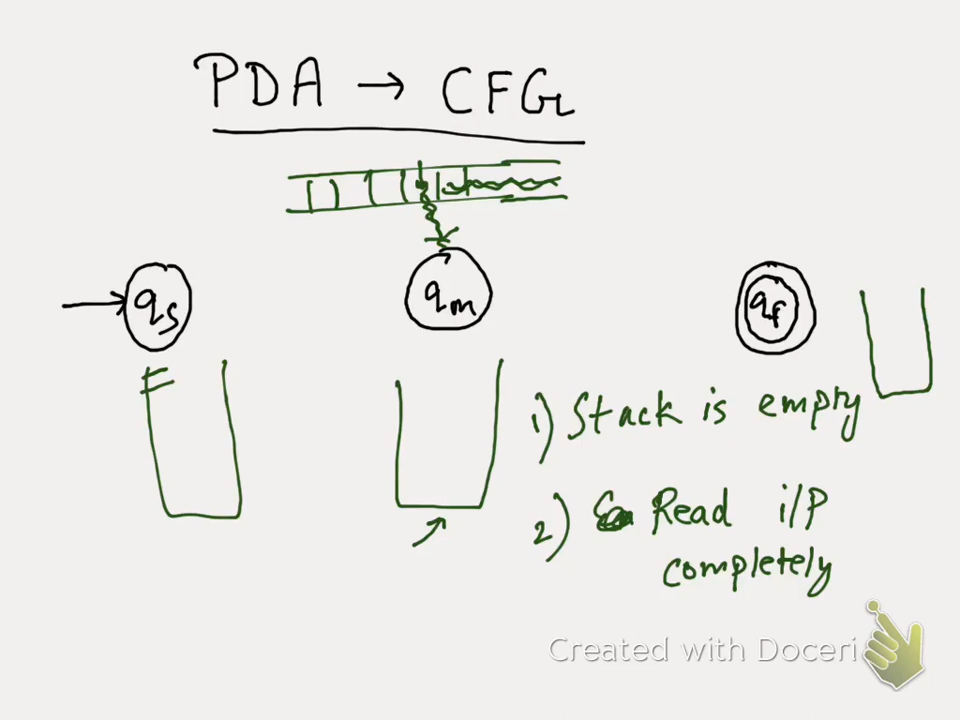 PDA → CFG
qs
qm
qf
1) Stack is empty
2) Read i/P
completely
Created with Doceri